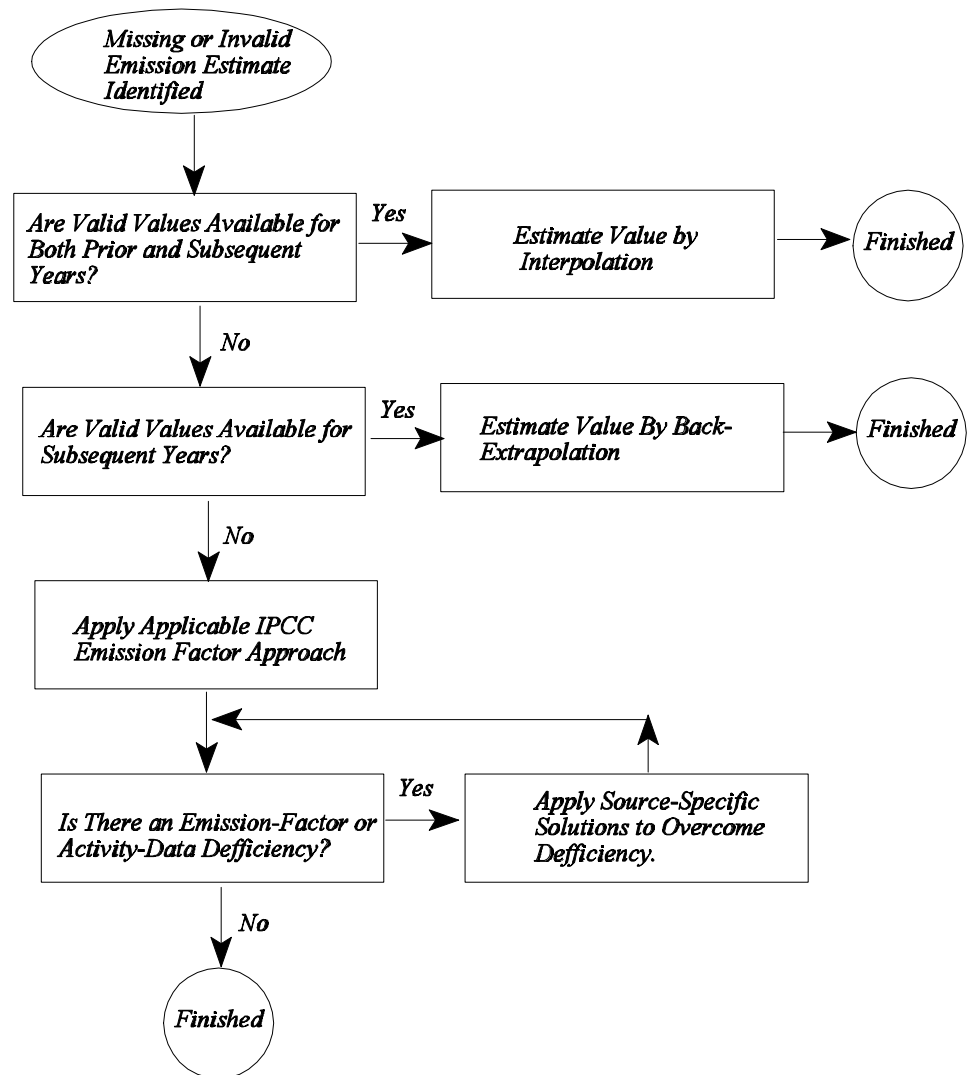 Missing or Invalid
Emission Estimate
Identified
Are Valid Values Available for
Both Prior and Subsequent
Years?
Yes
Estimate Value by
Interpolation
Finished
No
Are Valid Values Available for
Subsequent Years?
Yes
Estimate Value By Back-
Extrapolation
Finished
No
Apply Applicable IPCC
Emission Factor Approach
Is There an Emission-Factor or
Activity-Data Defficiency?
Yes
Apply Source-Specific
Solutions to Overcome
Defficiency.
No
Finished